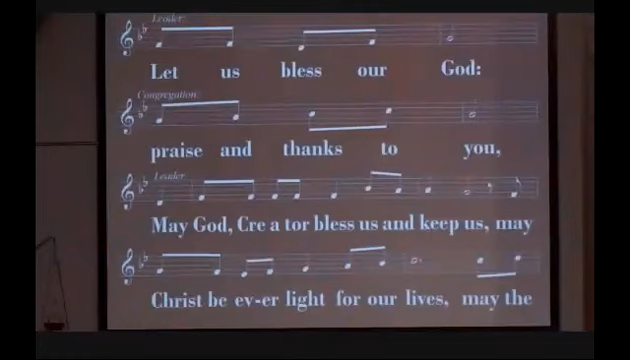 Leader:
Let us bless our God:
Congregation:
praise and thanks to you,
Leader
May God, Cre a tor bless us and keep us, may
Christ be ev-er light for our lives, may the